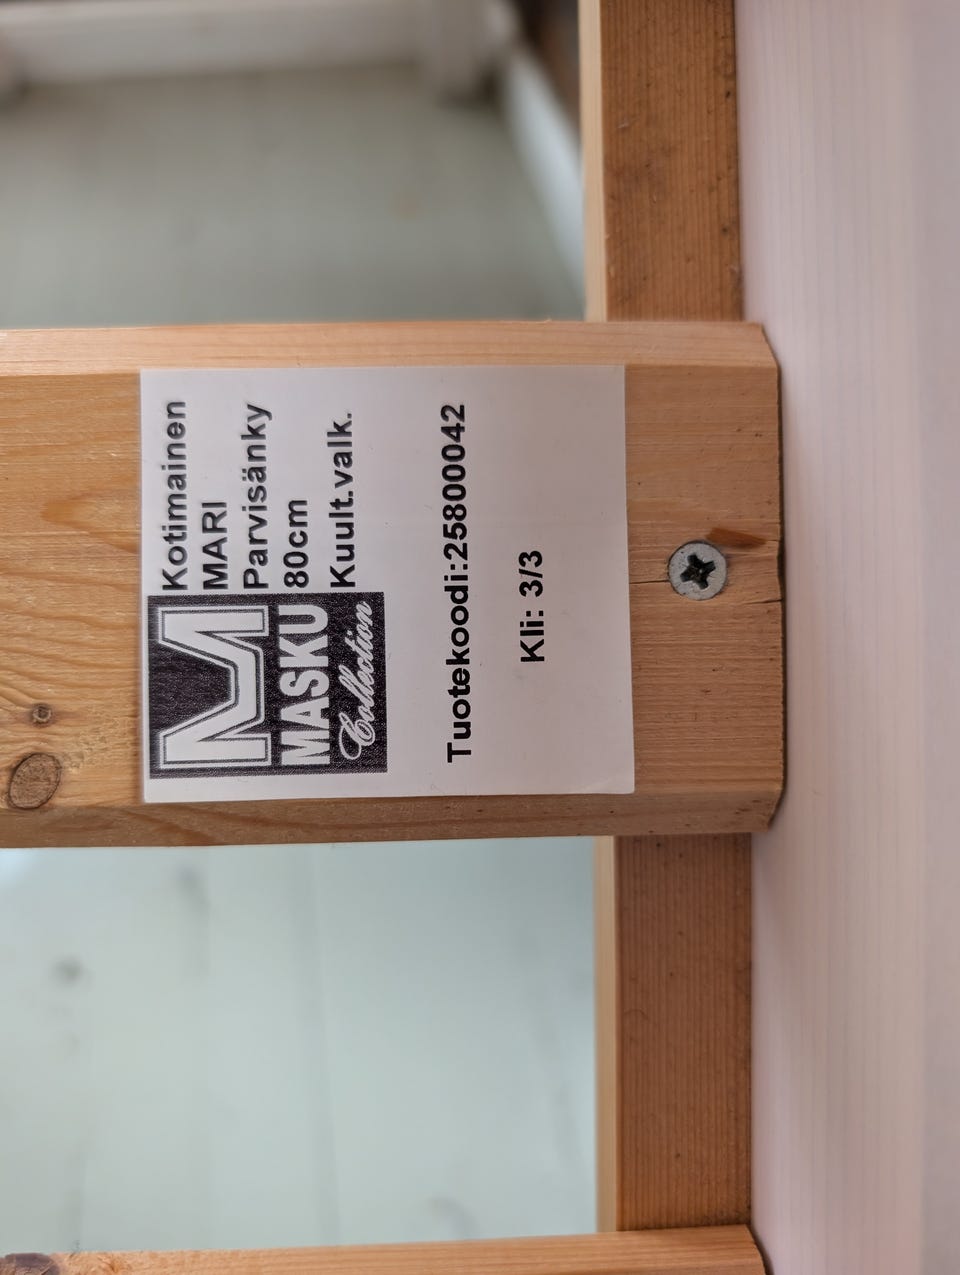 M
MASKU
Collection
Kotimainen
MARI
Parvisänky
80cm
Kuult.valk.
Tuotekoodi:25800042
Kli: 3/3